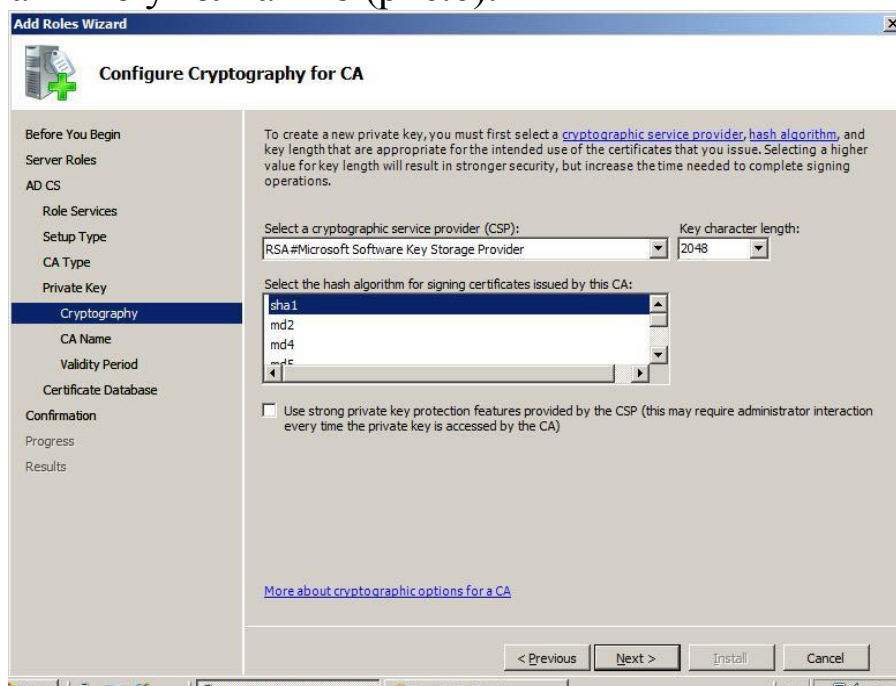 Add Roles Wizard
Configure Cryptography for CA
Before You Begin
Server Roles
AD CS
Role Services
Setup Type
CA Type
Private Key
Cryptography
CA Name
Validity Period
Certificate Database
Confirmation
Progress
Results
To create a new private key, you must first select a cryptographic service provider, hash algorithm, and
key length that are appropriate for the intended use of the certificates that you issue. Selecting a higher
value for key length will result in stronger security, but increase the time needed to complete signing
operations.
Select a cryptographic service provider (CSP):
Key character length:
RSA#Microsoft Software Key Storage Provider
2048
Select the hash algorithm for signing certificates issued by this CA:
sha1
md2
md4
md5
Use strong private key protection features provided by the CSP (this may require administrator interaction
every time the private key is accessed by the CA)
More about cryptographic options for a CA
< Previous
Next >
Install
Cancel